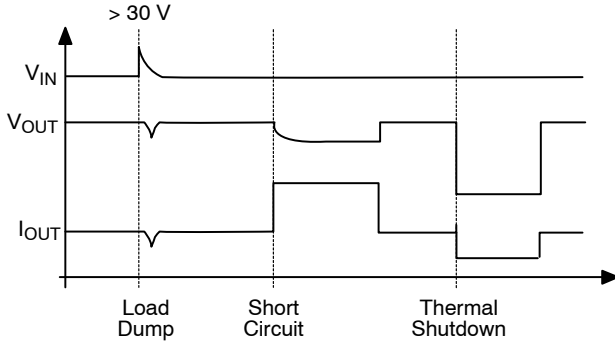 > 30 V
VIN
VOUT
IOUT
Load
Dump
Short
Circuit
Thermal
Shutdown